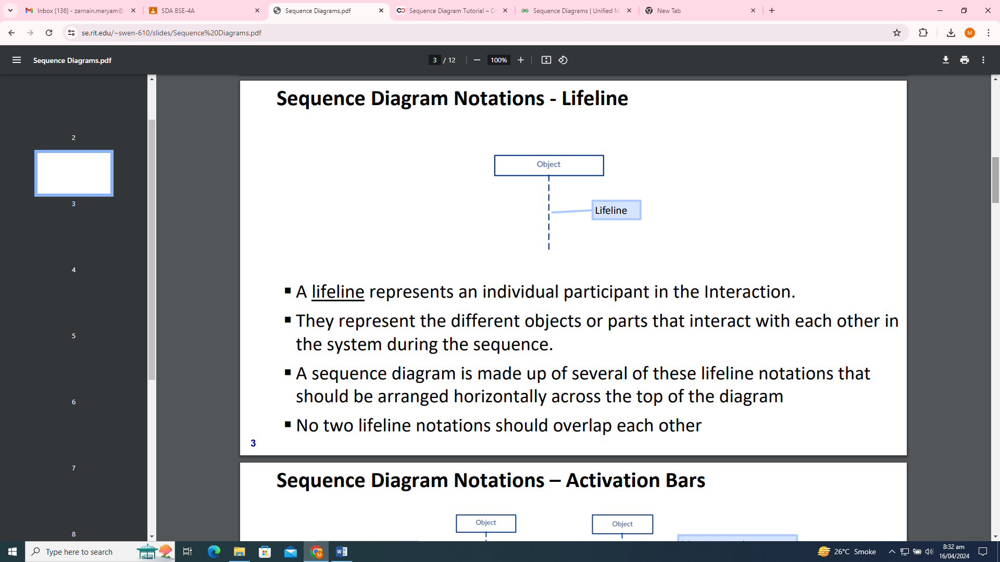 Inbox (136) - zarnain.maryam@
SDA BSE-4A
Sequence Diagrams.pdf
Sequence Diagram Tutorial – C
Sequence Diagrams | Unified M
New Tab
se.rit.edu/~swen-610/slides/Sequence%20Diagrams.pdf
M
Sequence Diagrams.pdf
3 / 12
100%
2
3
4
5
6
7
8
Sequence Diagram Notations - Lifeline
Object
Lifeline
A lifeline represents an individual participant in the Interaction.
They represent the different objects or parts that interact with each other in
the system during the sequence.
A sequence diagram is made up of several of these lifeline notations that
should be arranged horizontally across the top of the diagram
No two lifeline notations should overlap each other
3
Sequence Diagram Notations – Activation Bars
Object
Object
Type here to search
26°C Smoke
8:32 am
16/04/2024